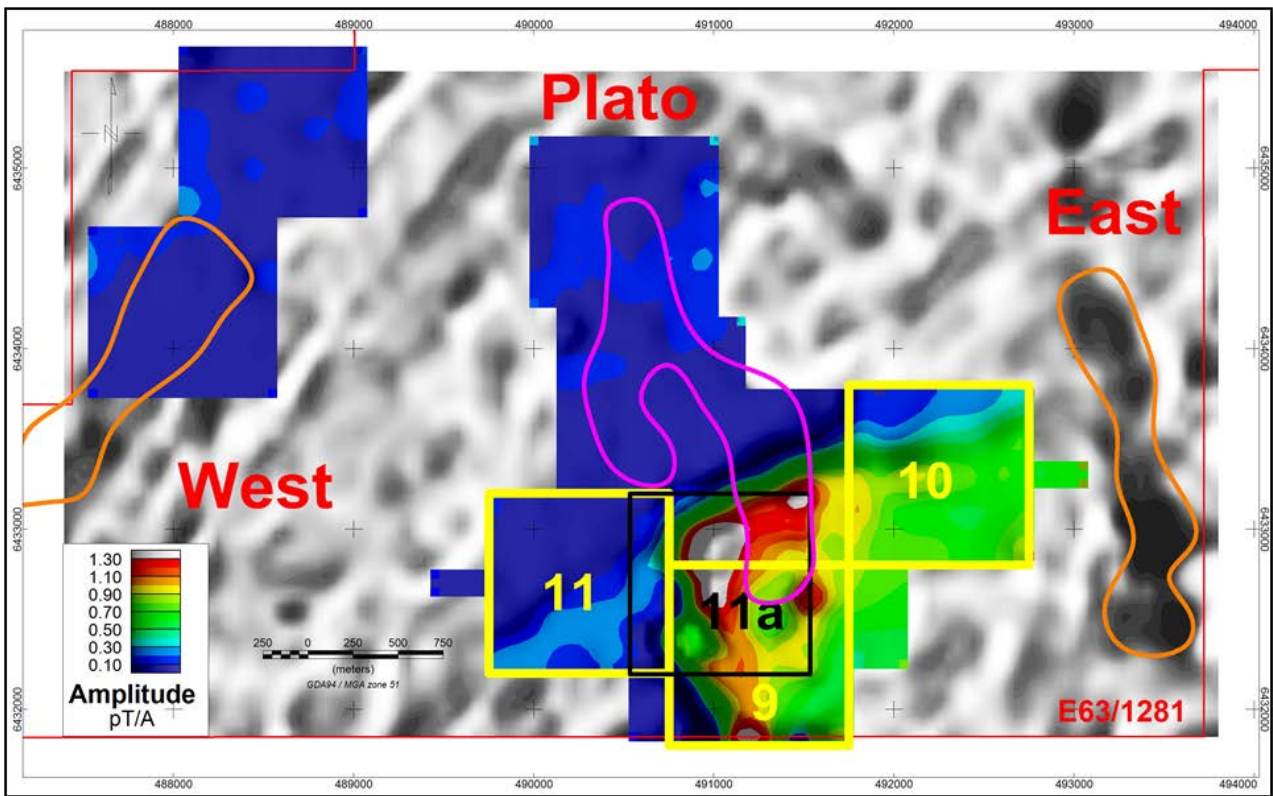 488000 489000 490000 491000 492000 493000 494000
Plato
N
6435000 6435000
East
6434000 6434000
West
10
6433000 6433000
11
11a
1.30
1.10
0.90
0.70
0.50
0.30
0.10
Amplitude
pT/A
250 0 250 500 750
(meters)
GDA94 / MGA zone 51
9
E63/1281
6432000 6432000
488000 489000 490000 491000 492000 493000 494000